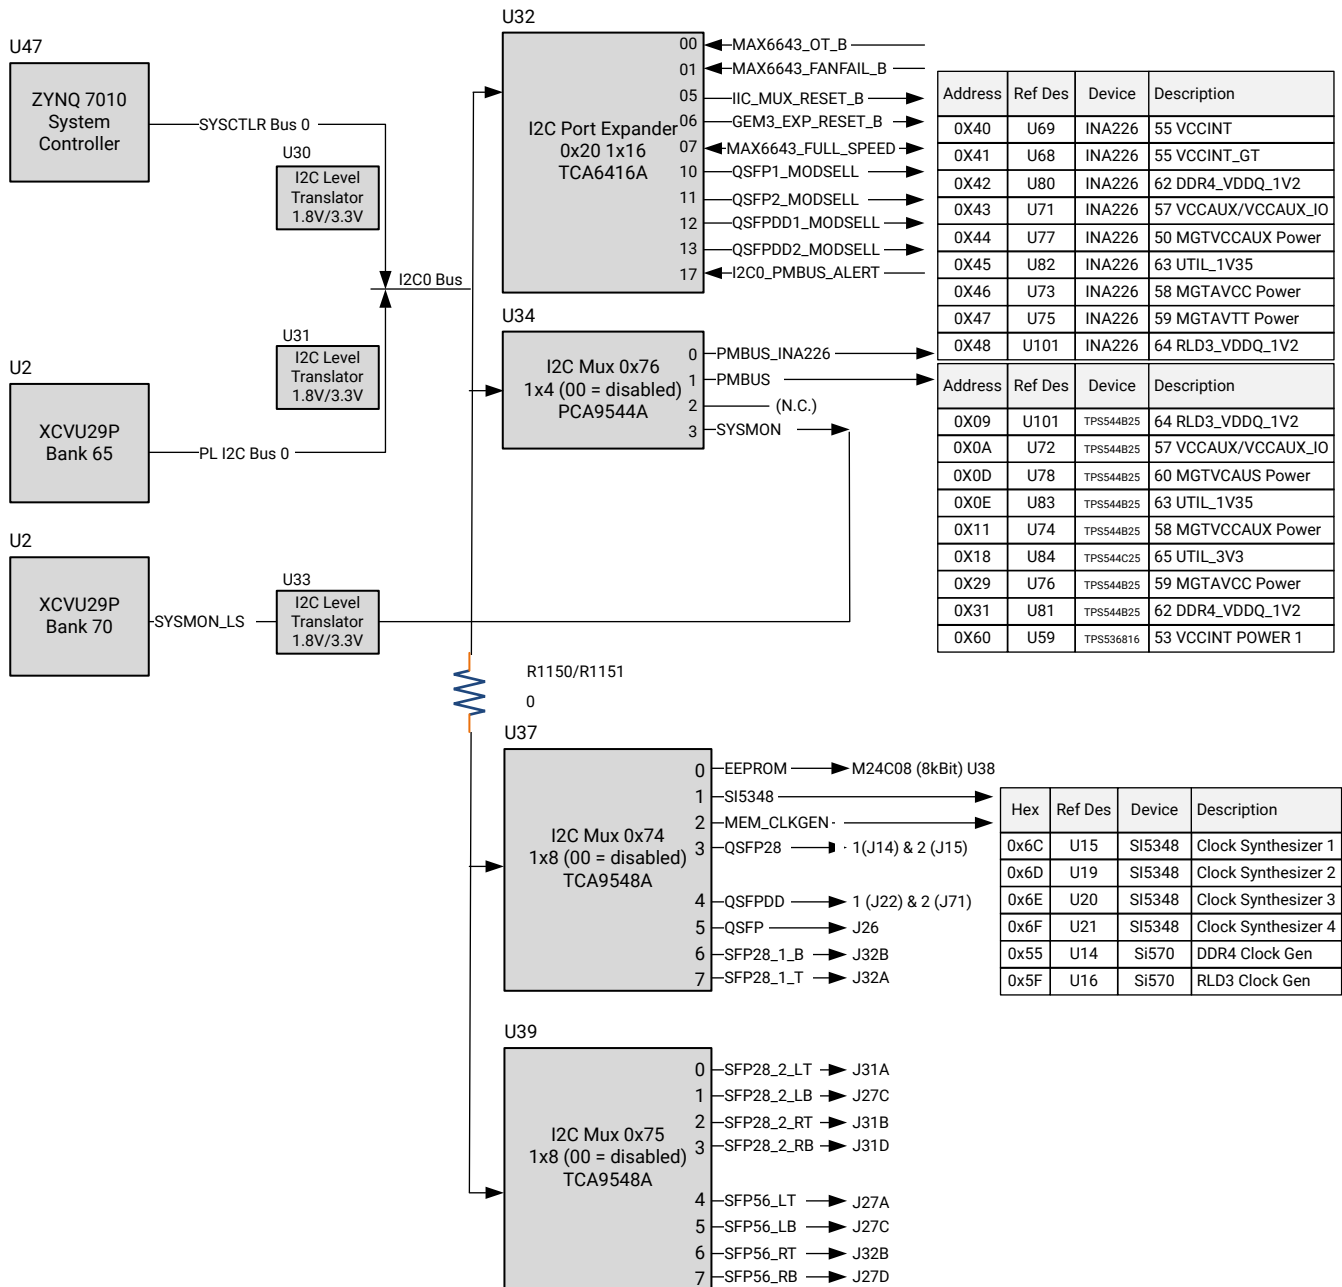 U47
ZYNQ 7010
System
Controller
SYSCTLR Bus 0
U30
I2C Level
Translator
1.8V/3.3V
I2C0 Bus
U31
I2C Level
Translator
1.8V/3.3V
U2
XCVU29P
Bank 65
PL I2C Bus 0
U2
XCVU29P
Bank 70
SYSMON_LS
U33
I2C Level
Translator
1.8V/3.3V
U32
I2C Port Expander
0x20 1x16
TCA6416A
00 MAX6643_OT_B
01 MAX6643_FANFAIL_B
05 IIC_MUX_RESET_B
06 GEM3_EXP_RESET_B
07 MAX6643_FULL_SPEED
10 QSFP1_MODSELL
11 QSFP2_MODSELL
12 QSFPDD1_MODSELL
13 QSFPDD2_MODSELL
17 I2C0_PMBUS_ALERT
U34
I2C Mux 0x76
1x4 (00 = disabled)
PCA9544A
0 PMBUS_INA226
1 PMBUS
2 (N.C.)
3 SYSMON
Address Ref Des Device Description
0X40 U69 INA226 55 VCCINT
0X41 U68 INA226 55 VCCINT_GT
0X42 U80 INA226 62 DDR4_VDDQ_1V2
0X43 U71 INA226 57 VCCAUX/VCCAUX_IO
0X44 U77 INA226 50 MGTVCCAUX Power
0X45 U82 INA226 63 UTIL_1V35
0X46 U73 INA226 58 MGTAVCC Power
0X47 U75 INA226 59 MGTAVTT Power
0X48 U101 INA226 64 RLD3_VDDQ_1V2
Address Ref Des Device Description
0X09 U101 TPS544B25 64 RLD3_VDDQ_1V2
0X0A U72 TPS544B25 57 VCCAUX/VCCAUX_IO
0X0D U78 TPS544B25 60 MGTVCAUS Power
0X0E U83 TPS544B25 63 UTIL_1V35
0X11 U74 TPS544B25 58 MGTVCCAUX Power
0X18 U84 TPS544C25 65 UTIL_3V3
0X29 U76 TPS544B25 59 MGTAVCC Power
0X31 U81 TPS544B25 62 DDR4_VDDQ_1V2
0X60 U59 TPS536816 53 VCCINT POWER 1
R1150/R1151
0
U37
I2C Mux 0x74
1x8 (00 = disabled)
TCA9548A
0 EEPROM M24C08 (8kBit) U38
1 SI5348
2 MEM_CLKGEN
3 QSFP28 1(J14) & 2 (J15)
4 QSFPDD 1 (J22) & 2 (J71)
5 QSFP J26
6 SFP28_1_B J32B
7 SFP28_1_T J32A
Hex Ref Des Device Description
0x6C U15 SI5348 Clock Synthesizer 1
0x6D U19 SI5348 Clock Synthesizer 2
0x6E U20 SI5348 Clock Synthesizer 3
0x6F U21 SI5348 Clock Synthesizer 4
0x55 U14 Si570 DDR4 Clock Gen
0x5F U16 Si570 RLD3 Clock Gen
U39
I2C Mux 0x75
1x8 (00 = disabled)
TCA9548A
0 SFP28_2_LT J31A
1 SFP28_2_LB J27C
2 SFP28_2_RT J31B
3 SFP28_2_RB J31D
4 SFP56_LT J27A
5 SFP56_LB J27C
6 SFP56_RT J32B
7 SFP56_RB J27D